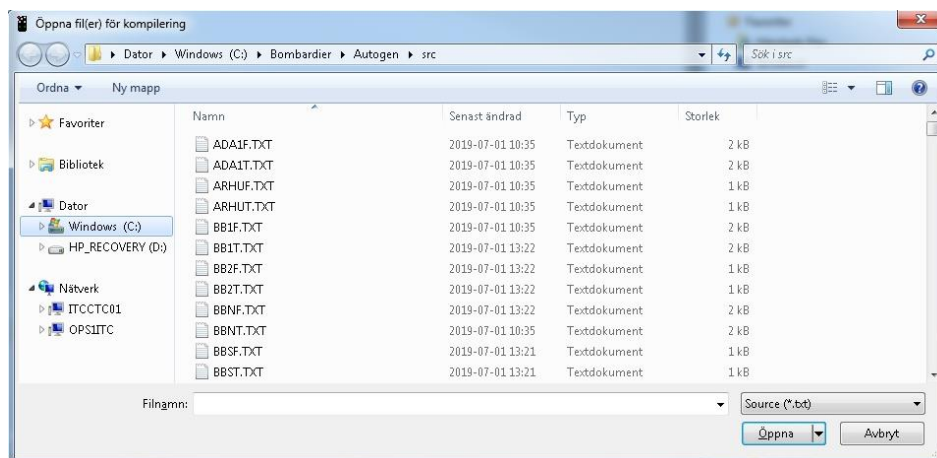 Öppna fil(er) för kompilering
Dator Windows (C:) Bombardier Autogen src
Sök i src
Ordna Ny mapp
Namn Senast ändrad Typ Storlek
Favoriter
Bibliotek
Dator
Windows (C:)
HP_RECOVERY (D:)
Nätverk
ITCCTC01
OPS1ITC
ADA1F.TXT 2019-07-01 10:35 Textdokument 2 kB
ADA1T.TXT 2019-07-01 10:35 Textdokument 2 kB
ARHUF.TXT 2019-07-01 10:35 Textdokument 1 kB
ARHUT.TXT 2019-07-01 10:35 Textdokument 1 kB
BB1F.TXT 2019-07-01 10:35 Textdokument 2 kB
BB1T.TXT 2019-07-01 13:22 Textdokument 2 kB
BB2F.TXT 2019-07-01 13:22 Textdokument 1 kB
BB2T.TXT 2019-07-01 13:22 Textdokument 1 kB
BBNF.TXT 2019-07-01 13:22 Textdokument 2 kB
BBNT.TXT 2019-07-01 10:35 Textdokument 2 kB
BBSF.TXT 2019-07-01 13:21 Textdokument 1 kB
BBST.TXT 2019-07-01 13:21 Textdokument 1 kB
Filnamn:
Source (*.txt)
Öppna Avbryt